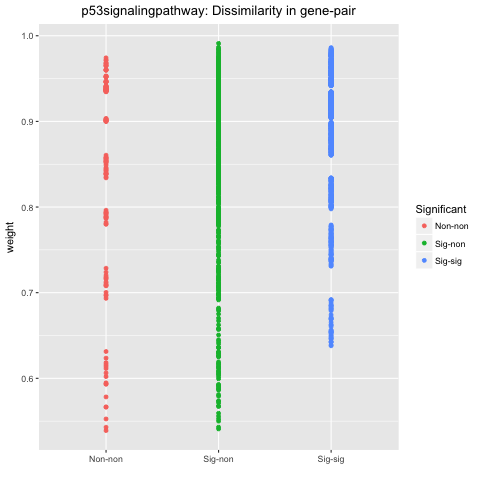 p53signalingpathway: Dissimilarity in gene-pair
1.0
0.9
0.8
0.7
0.6
weight
Non-non
Sig-non
Sig-sig
Significant
Non-non
Sig-non
Sig-sig